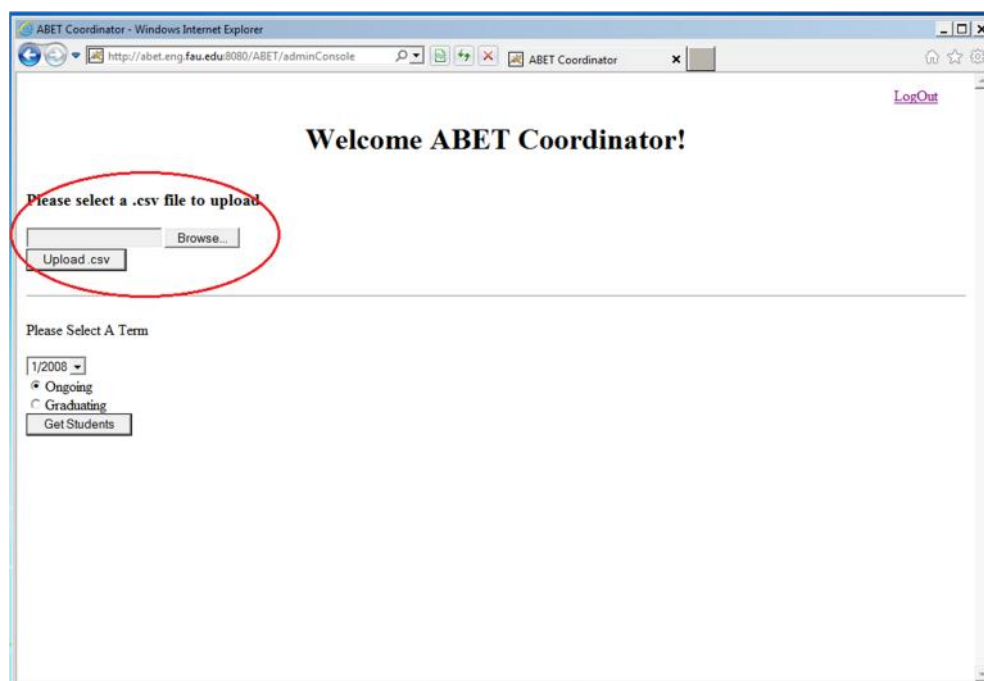 ABET Coordinator - Windows Internet Explorer
http://abet.eng.fau.edu:8080/ABET/adminConsole
ABET Coordinator
LogOut
Welcome ABET Coordinator!
Please select a .csv file to upload
Browse...
Upload .csv
Please Select A Term
1/2008
Ongoing
Graduating
Get Students